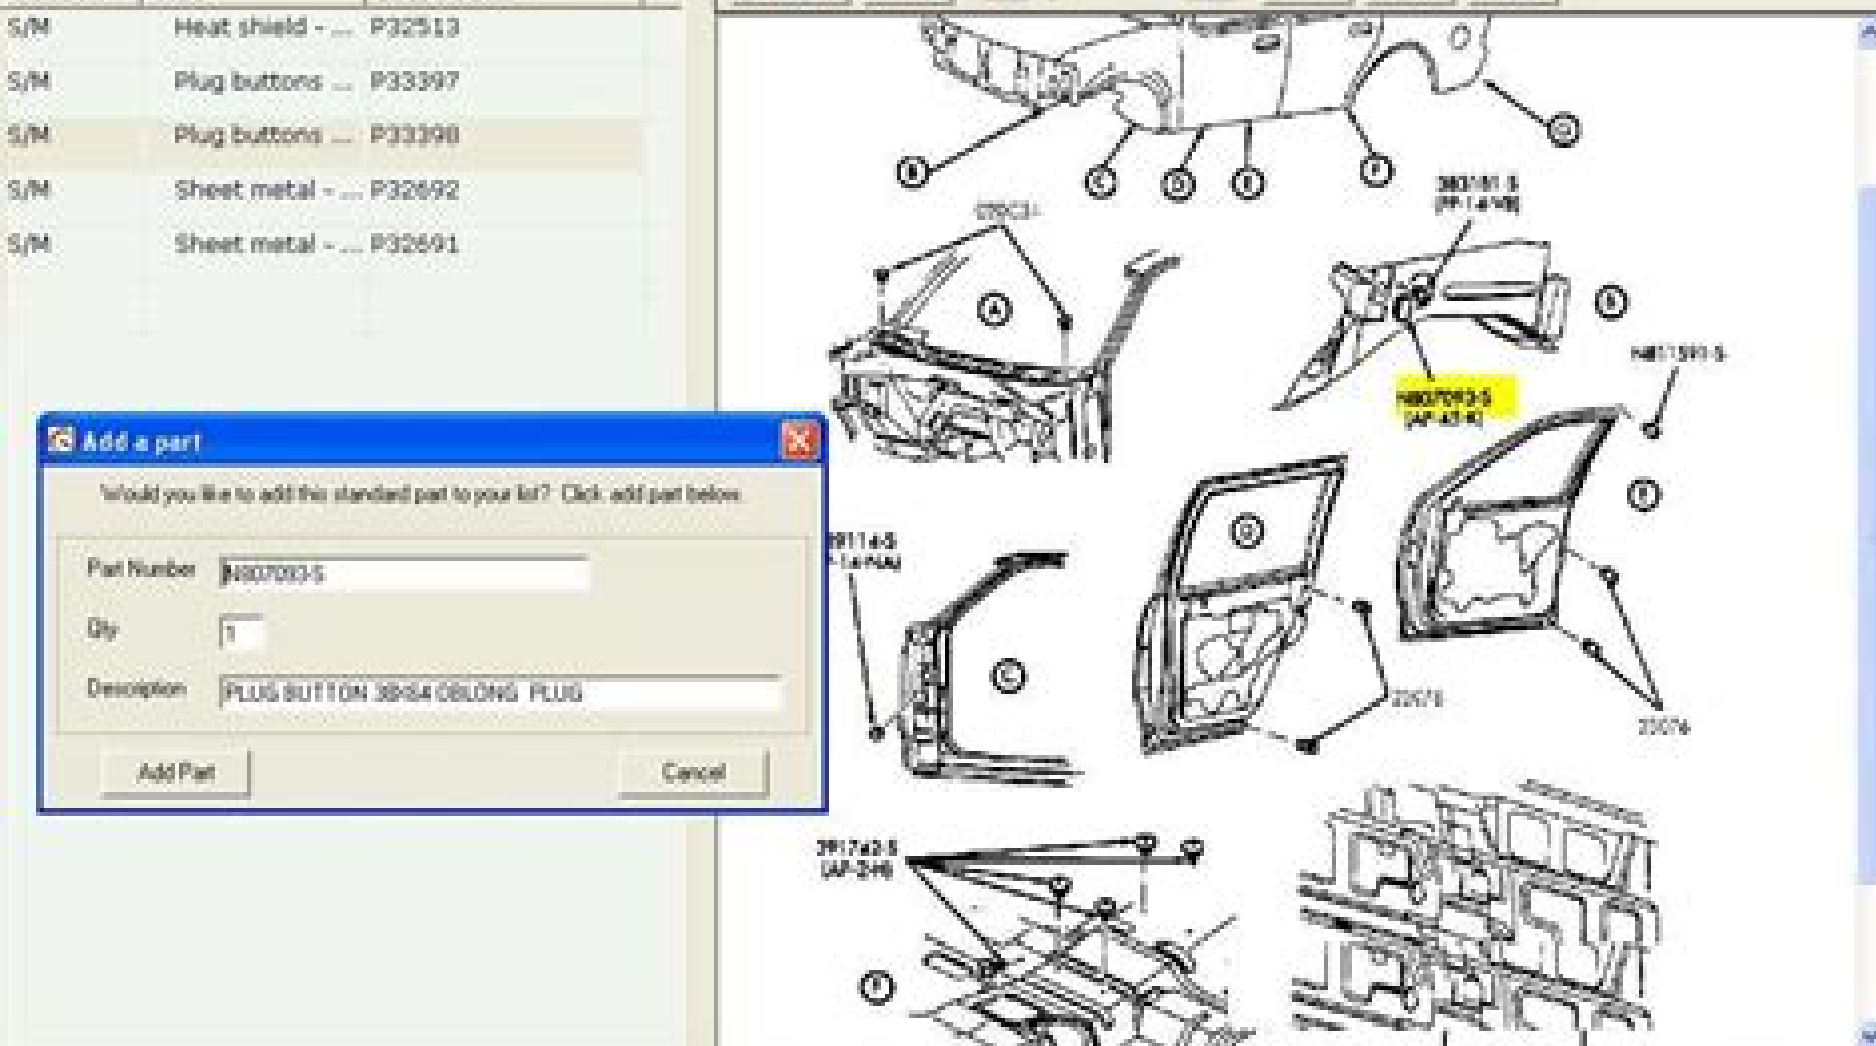 S/M Heat shield - ... P32513
S/M Plug buttons ... P33397
S/M Plug buttons ... P33398
S/M Sheet metal - ... P32692
S/M Sheet metal - ... P32691
Add a part
Would you like to add this standard part to your list? Click add part below.
Part Number N807093-S
Qty 1
Description PLUG BUTTON OBLONG PLUG
Add Part Cancel
B
C
D
E
F
G
A
B
N807093-S
D
C
391742-S
F